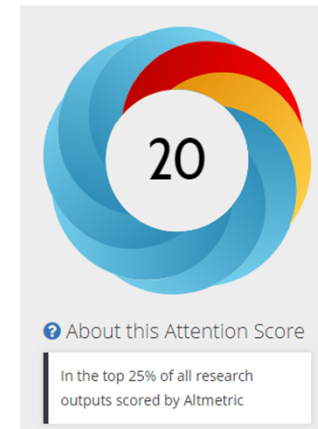 20
About this Attention Score
In the top 25% of all research
outputs scored by Altmetric